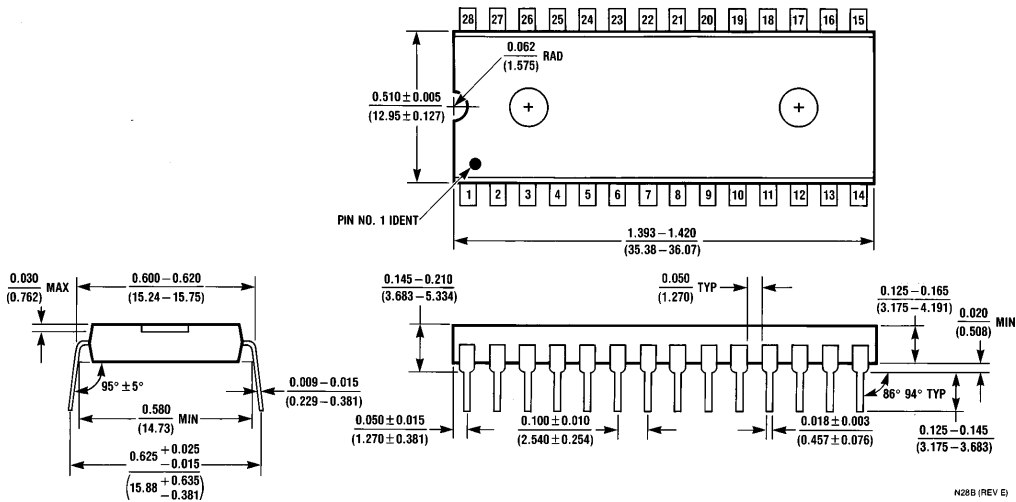 28 27 26 25 24 23 22 21 20 19 18 17 16 15
0.062
(1.575)
RAD
0.510 ± 0.005
(12.95 ± 0.127)
PIN NO. 1 IDENT
1 2 3 4 5 6 7 8 9 10 11 12 13 14
1.393 – 1.420
(35.38 – 36.07)
0.030
(0.762)
MAX
0.600 – 0.620
(15.24 – 15.75)
95° ± 5°
0.009 – 0.015
(0.229 – 0.381)
0.580
(14.73)
MIN
0.625 + 0.025
– 0.015
(15.88 + 0.635
– 0.381)
0.145 – 0.210
(3.683 – 5.334)
0.050
(1.270)
TYP
0.125 – 0.165
(3.175 – 4.191)
0.020
(0.508)
MIN
86° 94° TYP
0.050 ± 0.015
(1.270 ± 0.381)
0.100 ± 0.010
(2.540 ± 0.254)
0.018 ± 0.003
(0.457 ± 0.076)
0.125 – 0.145
(3.175 – 3.683)
N28B (REV E)